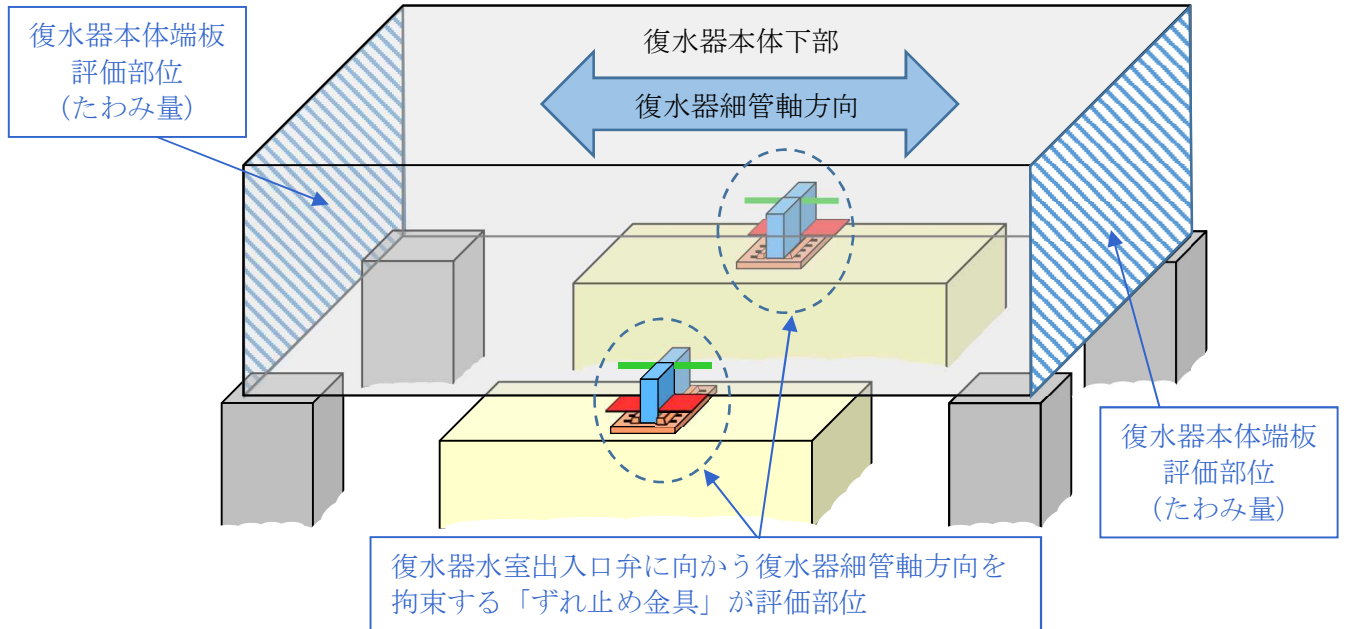 復水器本体端板
評価部位
（たわみ量）
復水器本体下部
復水器細管軸方向
復水器本体端板
評価部位
（たわみ量）
復水器水室出入口弁に向かう復水器細管軸方向を
拘束する「ずれ止め金具」が評価部位